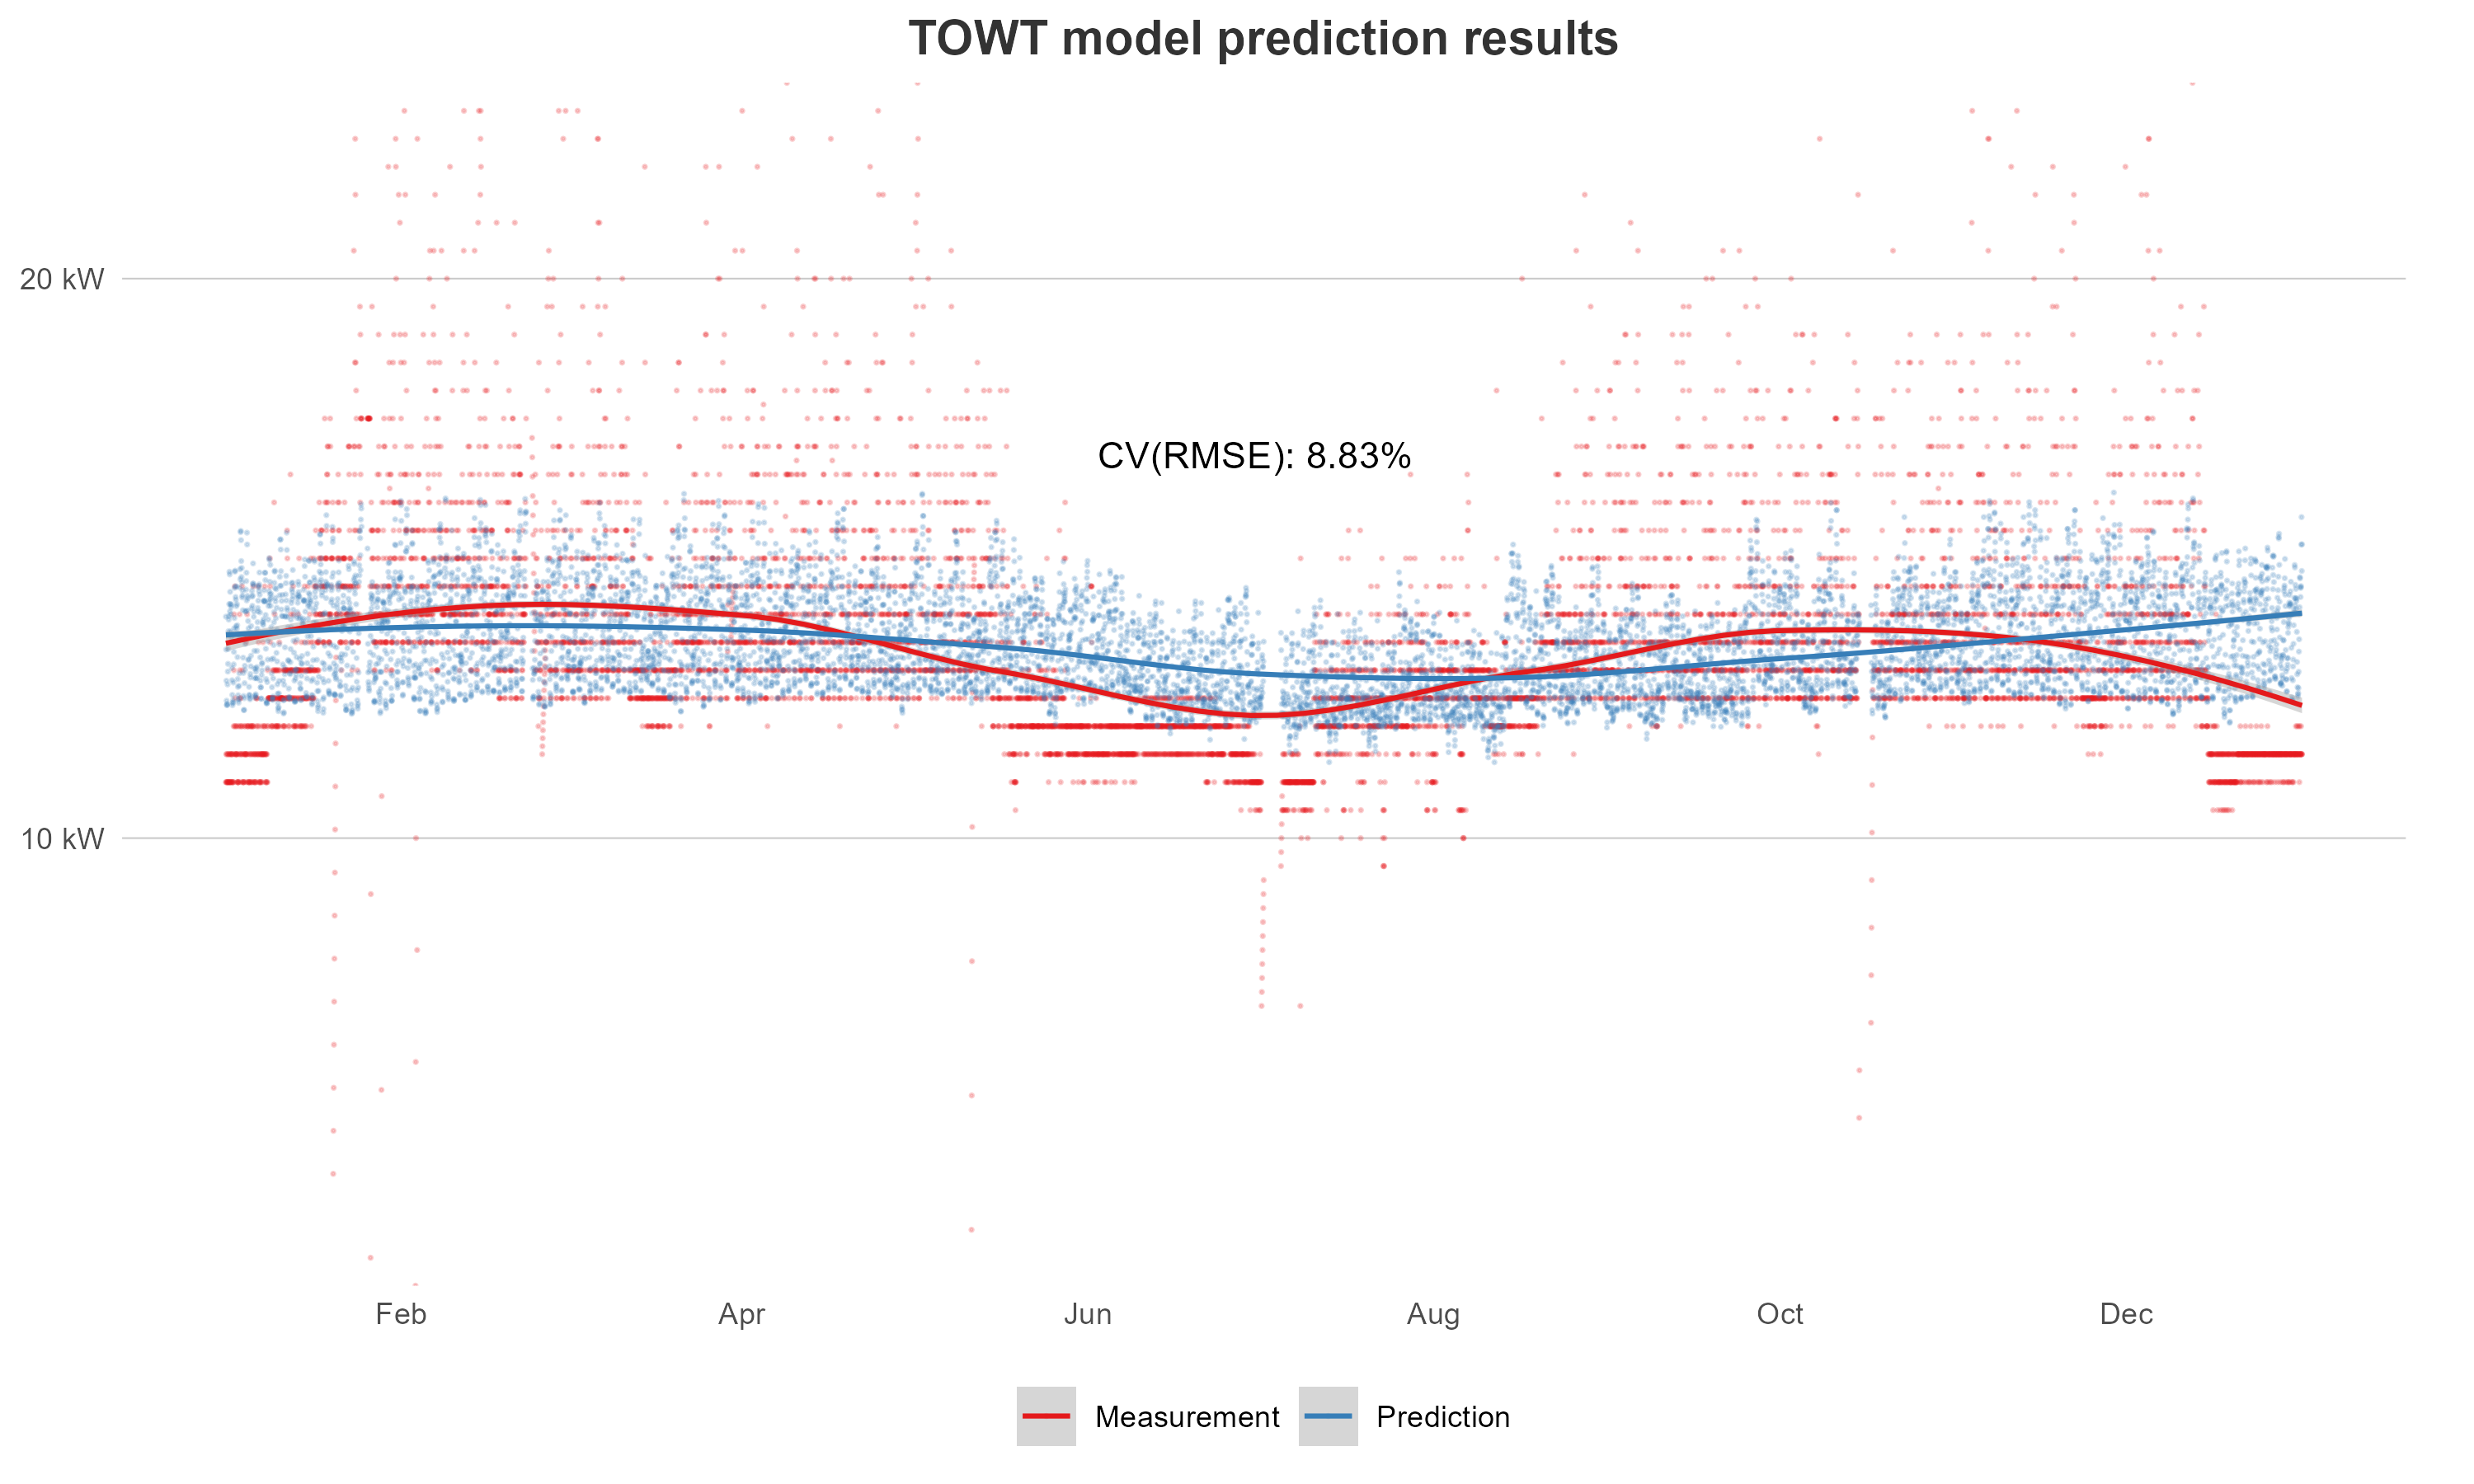 TOWT model prediction results
20 kW
CV(RMSE): 8.83%
10 kW
Feb Apr Jun Aug Oct Dec
Measurement Prediction